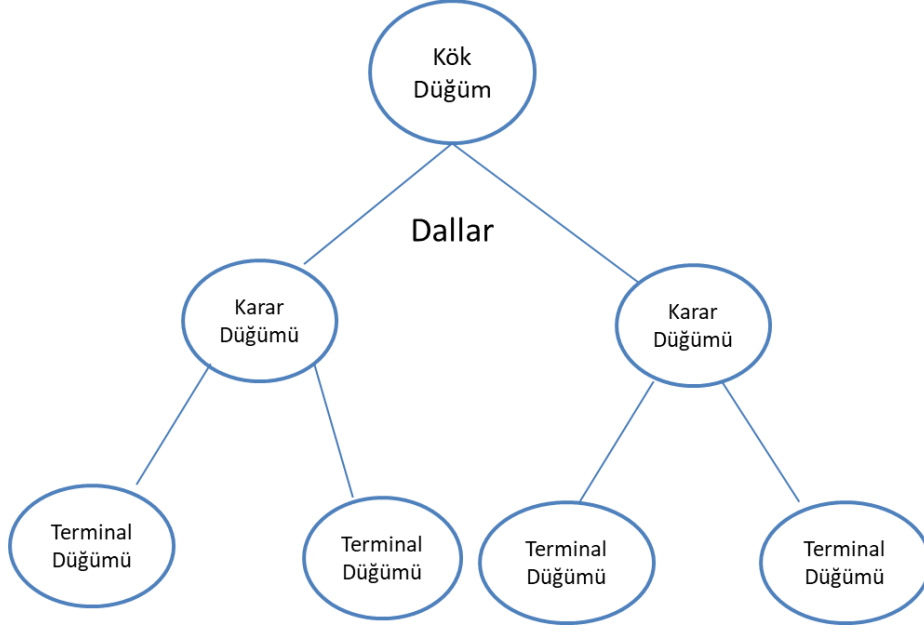 Kök
Düğüm
Dallar
Karar
Düğümü
Karar
Düğümü
Terminal
Düğümü
Terminal
Düğümü
Terminal
Düğümü
Terminal
Düğümü